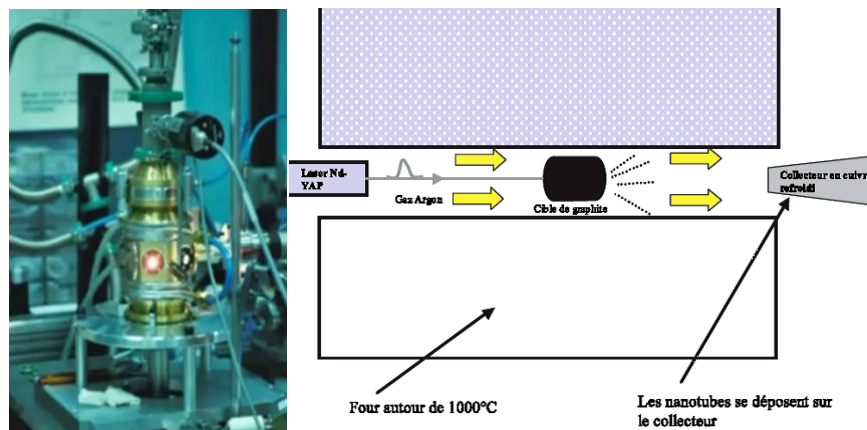 Laser Nd-
YAP
Gaz Argon
Cible de graphite
Collecteur en cuivr
refroidi
Four autour de 1000°C
Les nanotubes se déposent sur
le collecteur